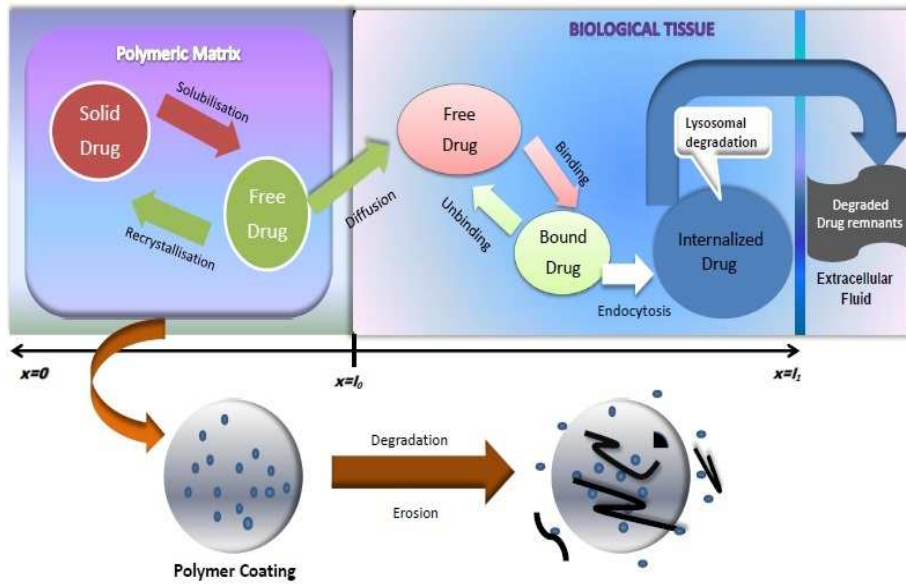 Polymeric Matrix
BIOLOGICAL TISSUE
Solid
Drug
Solubilisation
Free
Drug
Recrystallisation
Diffusion
Free
Drug
Binding
Unbinding
Bound
Drug
Endocytosis
Lysosomal
degradation
Internalized
Drug
Degraded
Drug remnants
Extracellular
Fluid
x=0
x=l₀
x=l₁
Degradation
Erosion
Polymer Coating